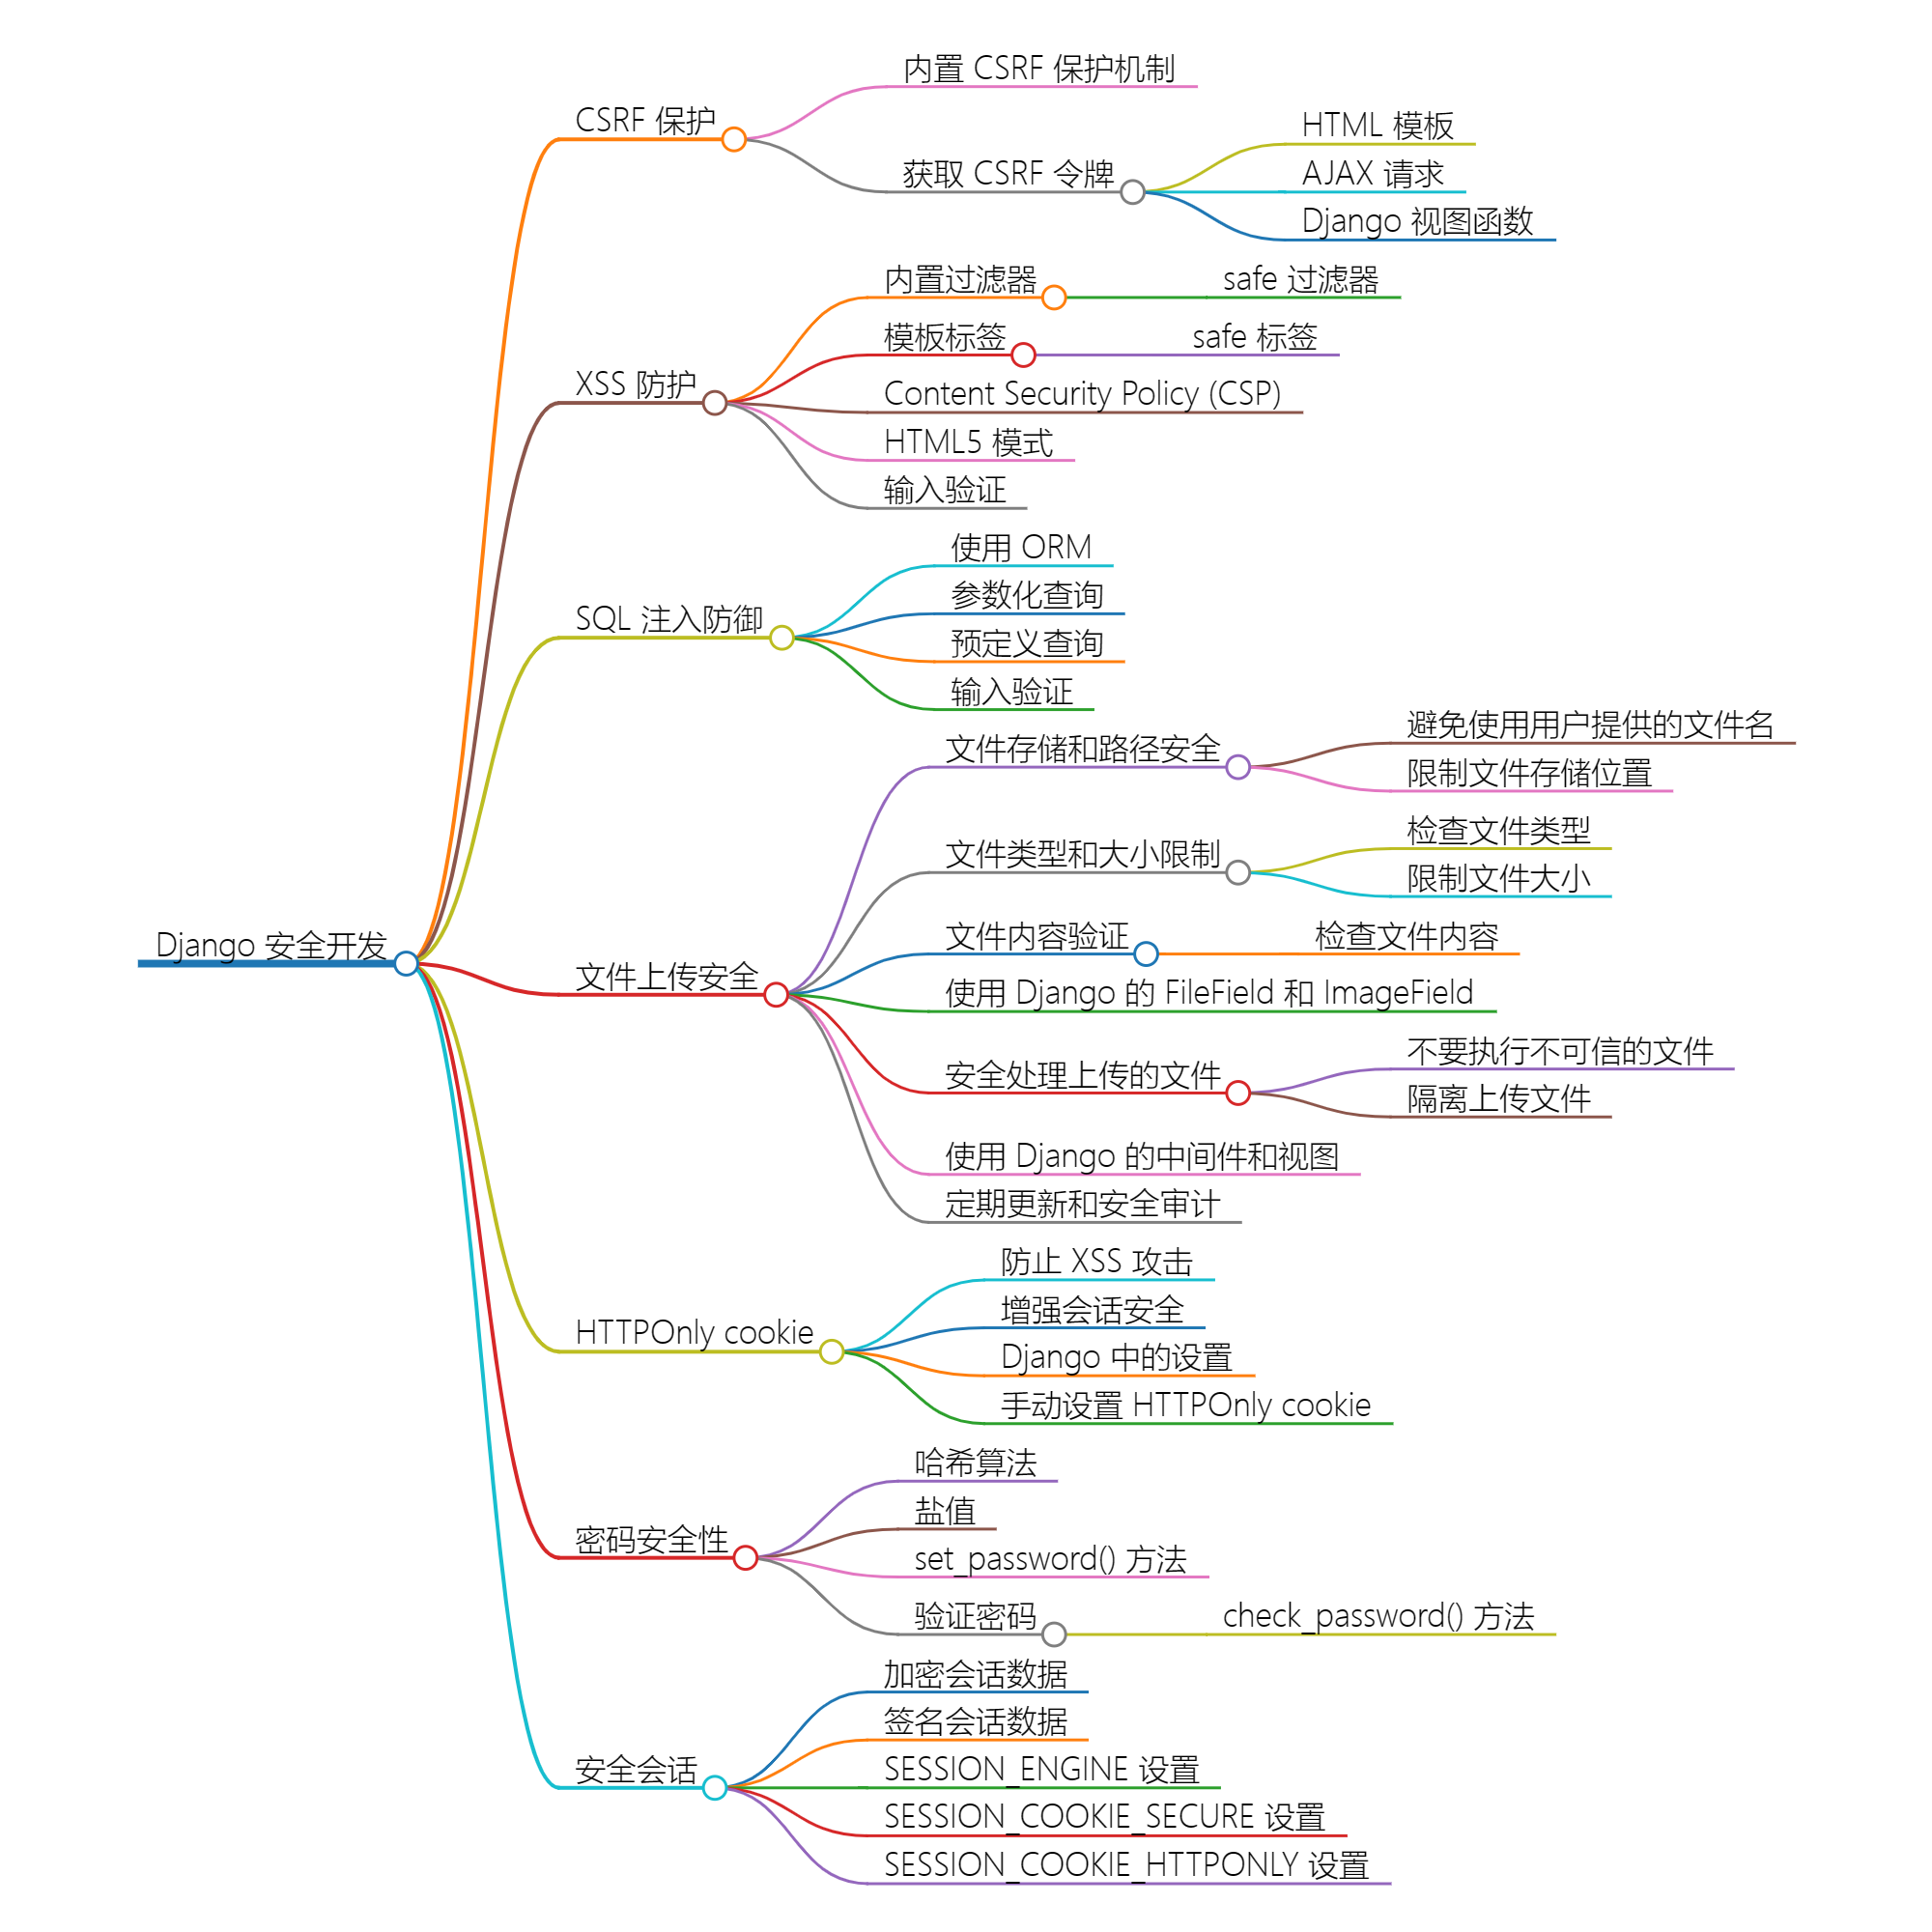 Django 安全开发
CSRF 保护
内置 CSRF 保护机制
获取 CSRF 令牌
HTML 模板
AJAX 请求
Django 视图函数
XSS 防护
内置过滤器
safe 过滤器
模板标签
safe 标签
Content Security Policy (CSP)
HTML5 模式
输入验证
SQL 注入防御
使用 ORM
参数化查询
预定义查询
输入验证
文件上传安全
文件存储和路径安全
避免使用用户提供的文件名
限制文件存储位置
文件类型和大小限制
检查文件类型
限制文件大小
文件内容验证
检查文件内容
使用 Django 的 FileField 和 ImageField
安全处理上传的文件
不要执行不可信的文件
隔离上传文件
使用 Django 的中间件和视图
定期更新和安全审计
HTTPOnly cookie
防止 XSS 攻击
增强会话安全
Django 中的设置
手动设置 HTTPOnly cookie
密码安全性
哈希算法
盐值
set_password() 方法
验证密码
check_password() 方法
安全会话
加密会话数据
签名会话数据
SESSION_ENGINE 设置
SESSION_COOKIE_SECURE 设置
SESSION_COOKIE_HTTPONLY 设置